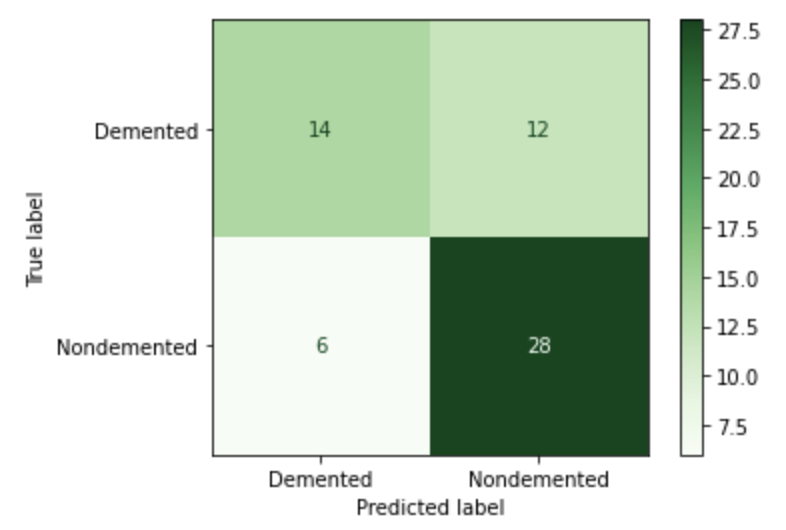 Demented
Nondemented
True label
14
12
6
28
Demented
Nondemented
Predicted label
27.5
25.0
22.5
20.0
17.5
15.0
12.5
10.0
7.5